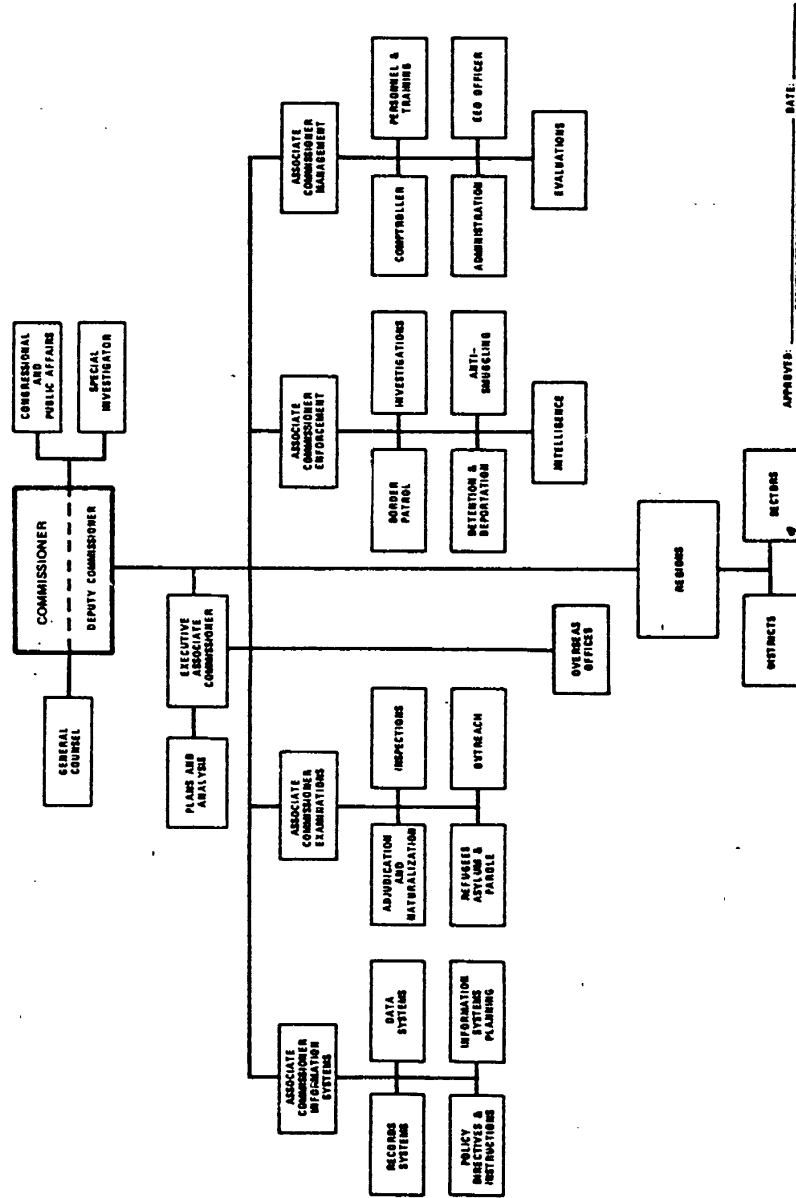 CONGRESSIONAL
AND
PUBLIC AFFAIRS
SPECIAL
INVESTIGATOR
COMMISSIONER
DEPUTY COMMISSIONER
GENERAL
COUNSEL
EXECUTIVE
ASSOCIATE
COMMISSIONER
PLANS AND
ANALYSIS
ASSOCIATE
COMMISSIONER
INFORMATION
SYSTEMS
RECORDS
SYSTEMS
DATA
SYSTEMS
POLICY
DIRECTIVES &
INSTRUCTIONS
INFORMATION
SYSTEMS
PLANNING
ASSOCIATE
COMMISSIONER
EXAMINATIONS
ADJUDICATION
AND
NATURALIZATION
INSPECTIONS
REFUGEES
ASYLUM &
PAROLE
OUTREACH
OVERSEAS
OFFICES
ASSOCIATE
COMMISSIONER
ENFORCEMENT
BORDER
PATROL
INVESTIGATIONS
DETENTION &
DEPORTATION
ANTI-
SMUGGLING
INTELLIGENCE
ASSOCIATE
COMMISSIONER
MANAGEMENT
COMPTROLLER
PERSONNEL &
TRAINING
ADMINISTRATION
EEO OFFICER
EVALUATIONS
REGIONS
DISTRICTS
SECTORS
APPROVED:
DATE: